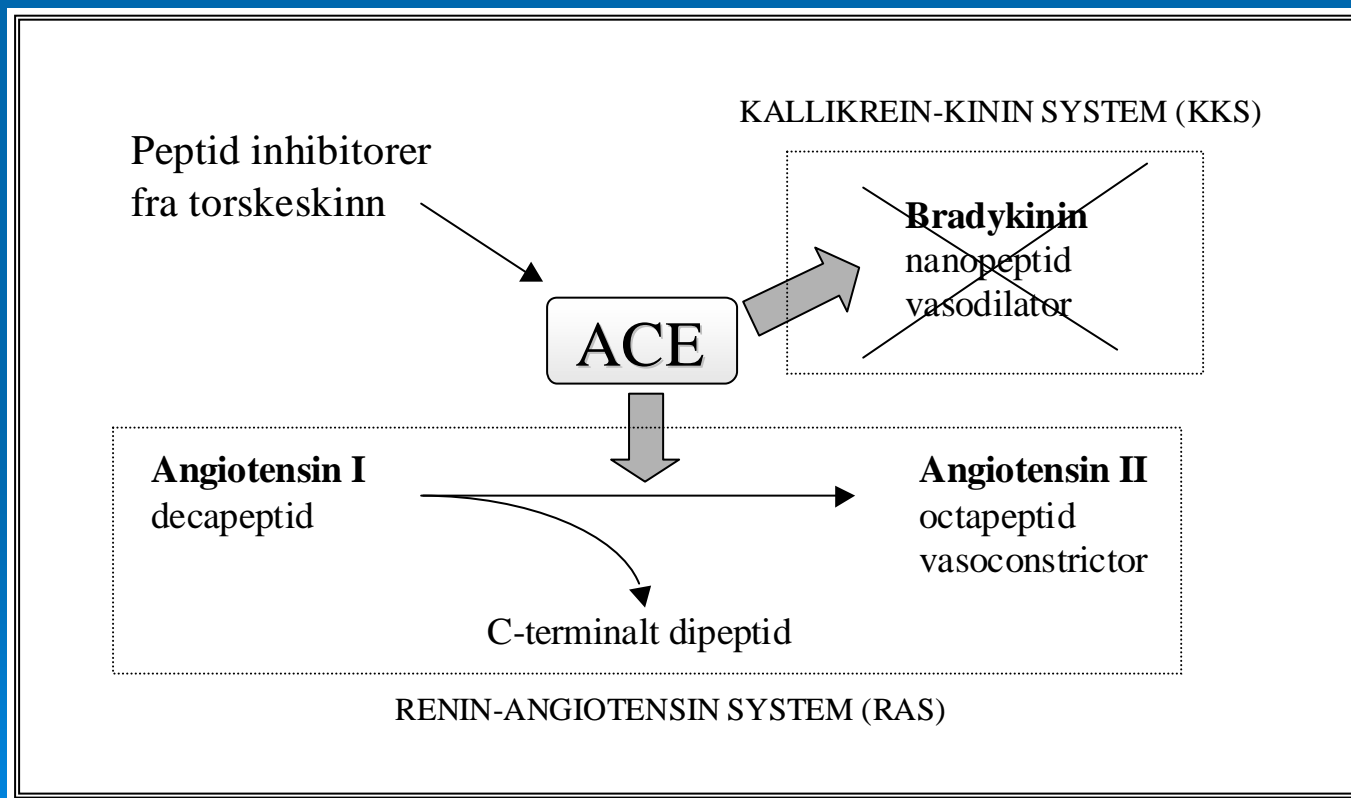 KALLIKREIN-KININ SYSTEM (KKS)
Peptid inhibitorer
fra torskeskinn
Bradykinin
nanopeptid
vasodilator
ACE
Angiotensin I
decapeptid
Angiotensin II
octapeptid
vasoconstrictor
C-terminalt dipeptid
RENIN-ANGIOTENSIN SYSTEM (RAS)